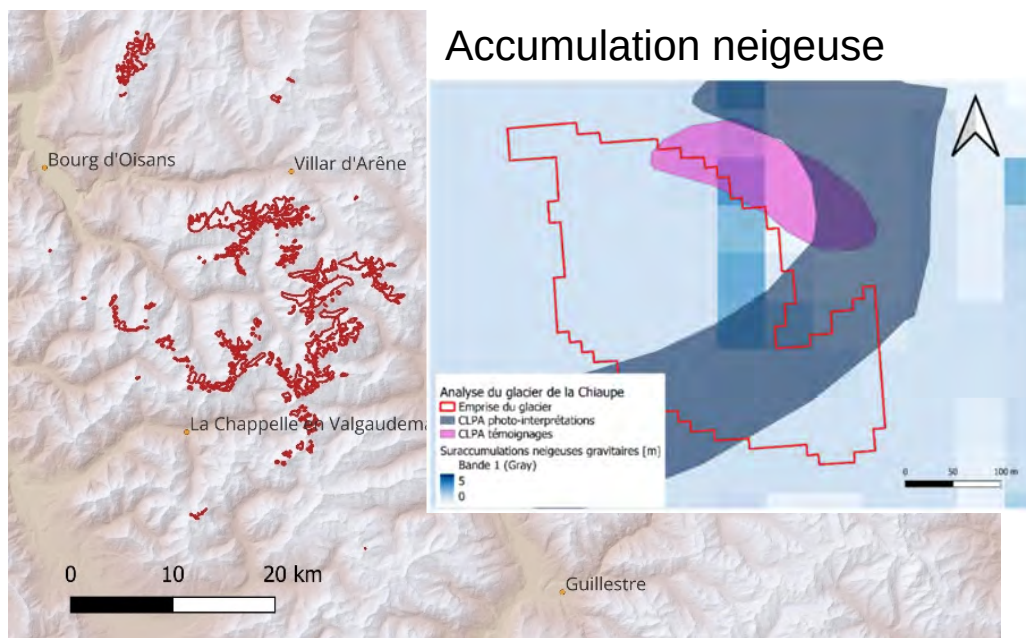 Accumulation neigeuse
Bourg d'Oisans
Villar d'Arêne
La Chappelle en Valgaudema
Guillestre
0 10 20 km
Analyse du glacier de la Chiaupe
Emprise du glacier
CLPA photo-interprétations
CLPA témoignages
Suraccumulations neigeuses gravitaires [m]
Bande 1 (Gray)
5
0
0 50 100 m